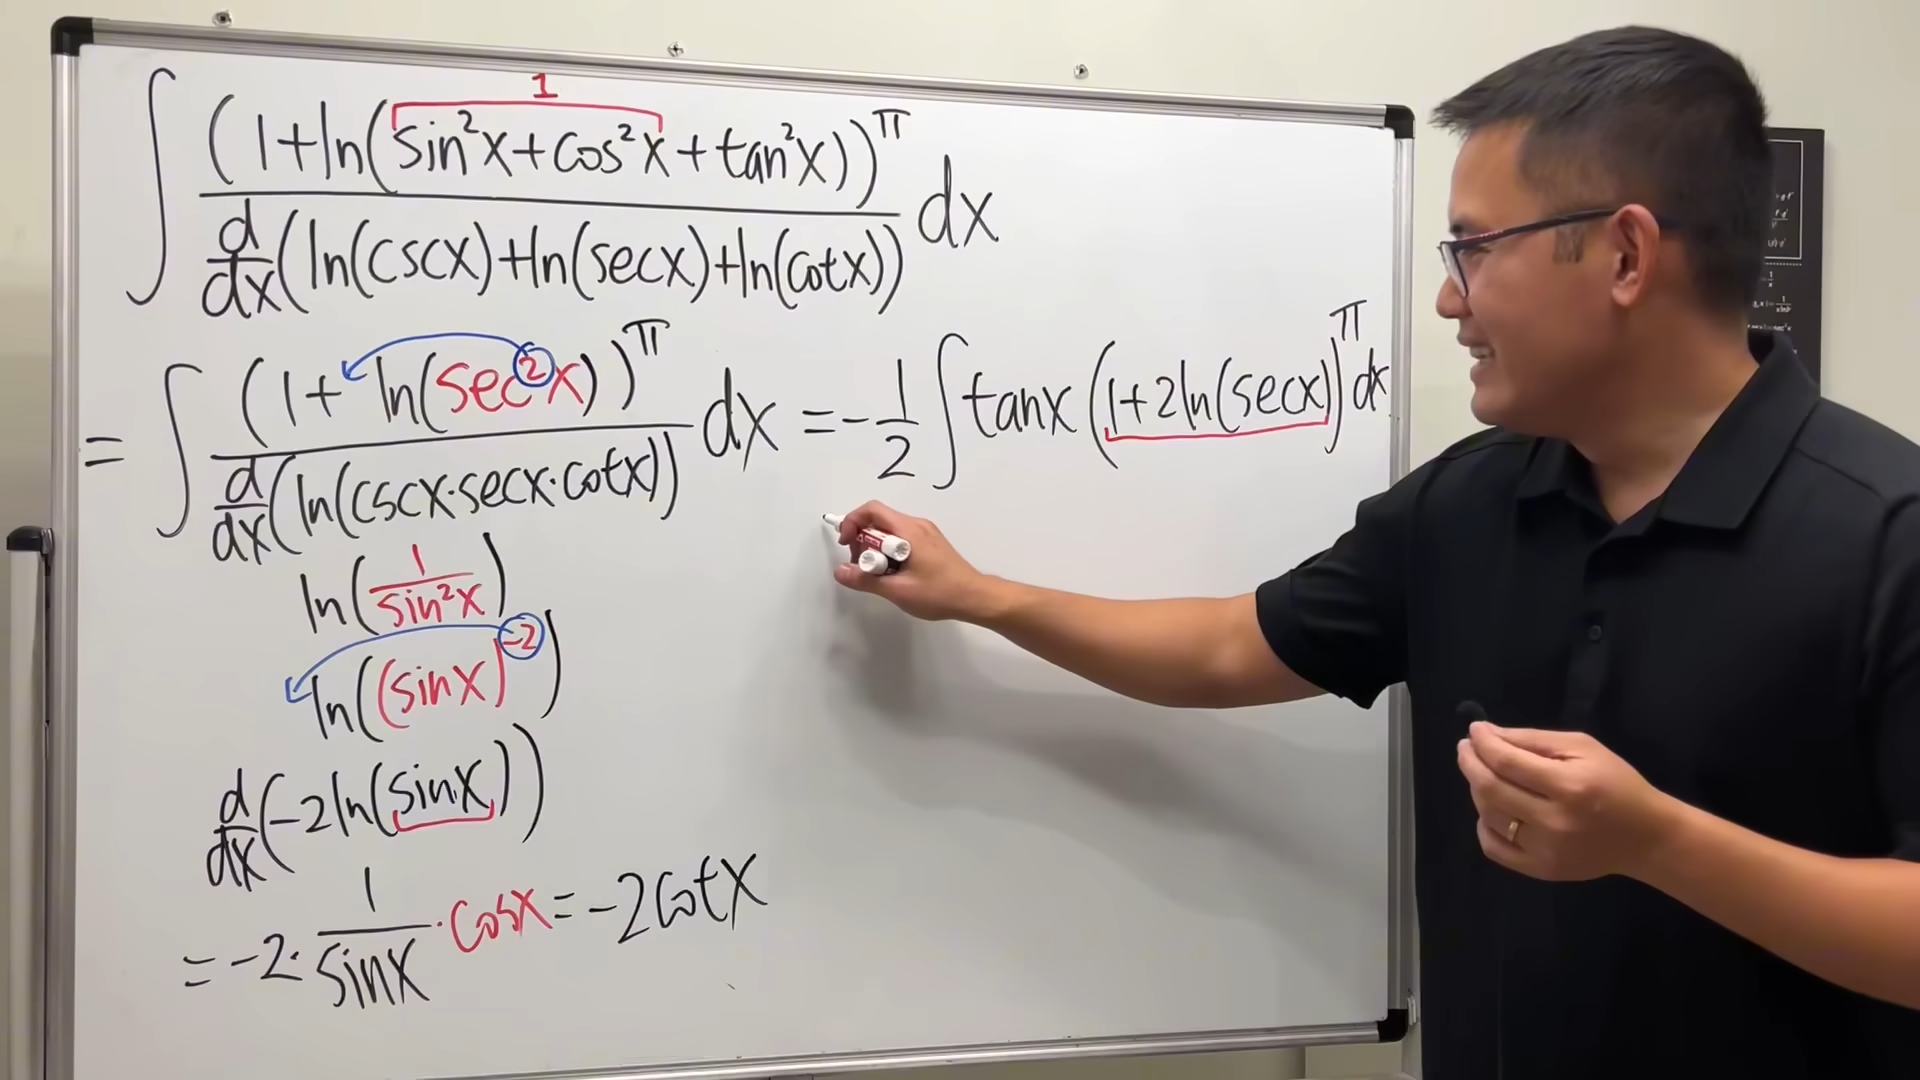 1
∫ (1+ln(sin²x+cos²x+tan²x))^π / d/dx(ln(cscx)+ln(secx)+ln(cotx)) dx
= ∫ (1+ ln(sec²x))^π / d/dx(ln(cscx·secx·cotx)) dx = -1/2 ∫ tanx (1+2ln(secx))^π dx
ln(1/sin²x)
ln((sinx)^-2)
d/dx(-2ln(sinx))
= -2· 1/sinx ·cosx = -2cotx